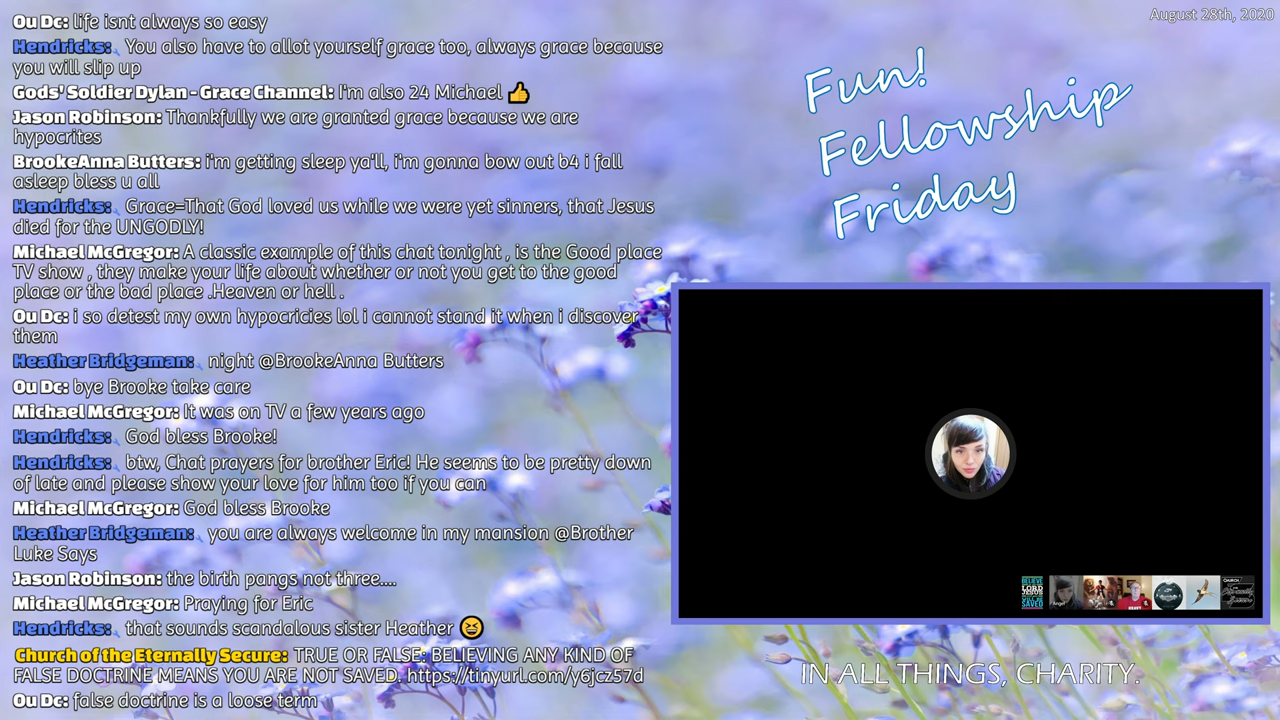 Ou Dc: life isnt always so easy
Hendricks: You also have to allot yourself grace too, always grace because
you will slip up
Gods' Soldier Dylan - Grace Channel: I'm also 24 Michael 👍
Jason Robinson: Thankfully we are granted grace because we are
hypocrites
BrookeAnna Butters: i'm getting sleep ya'll, i'm gonna bow out b4 i fall
asleep bless u all
Hendricks: Grace=That God loved us while we were yet sinners, that Jesus
died for the UNGODLY!
Michael McGregor: A classic example of this chat tonight , is the Good place
TV show , they make your life about whether or not you get to the good
place or the bad place .Heaven or hell .
Ou Dc: i so detest my own hypocricies lol i cannot stand it when i discover
them
Heather Bridgeman: night @BrookeAnna Butters
Ou Dc: bye Brooke take care
Michael McGregor: It was on TV a few years ago
Hendricks: God bless Brooke!
Hendricks: btw, Chat prayers for brother Eric! He seems to be pretty down
of late and please show your love for him too if you can
Michael McGregor: God bless Brooke
Heather Bridgeman: you are always welcome in my mansion @Brother
Luke Says
Jason Robinson: the birth pangs not three....
Michael McGregor: Praying for Eric
Hendricks: that sounds scandalous sister Heather 😆
Church of the Eternally Secure: TRUE OR FALSE: BELIEVING ANY KIND OF
FALSE DOCTRINE MEANS YOU ARE NOT SAVED. https://tinyurl.com/y6jcz57d
Ou Dc: false doctrine is a loose term
August 28th, 2020
Fun!
Fellowship
Friday
BELIEVE
LORD
JESUS
SAVED
Angel
CHURCH
IN ALL THINGS, CHARITY.